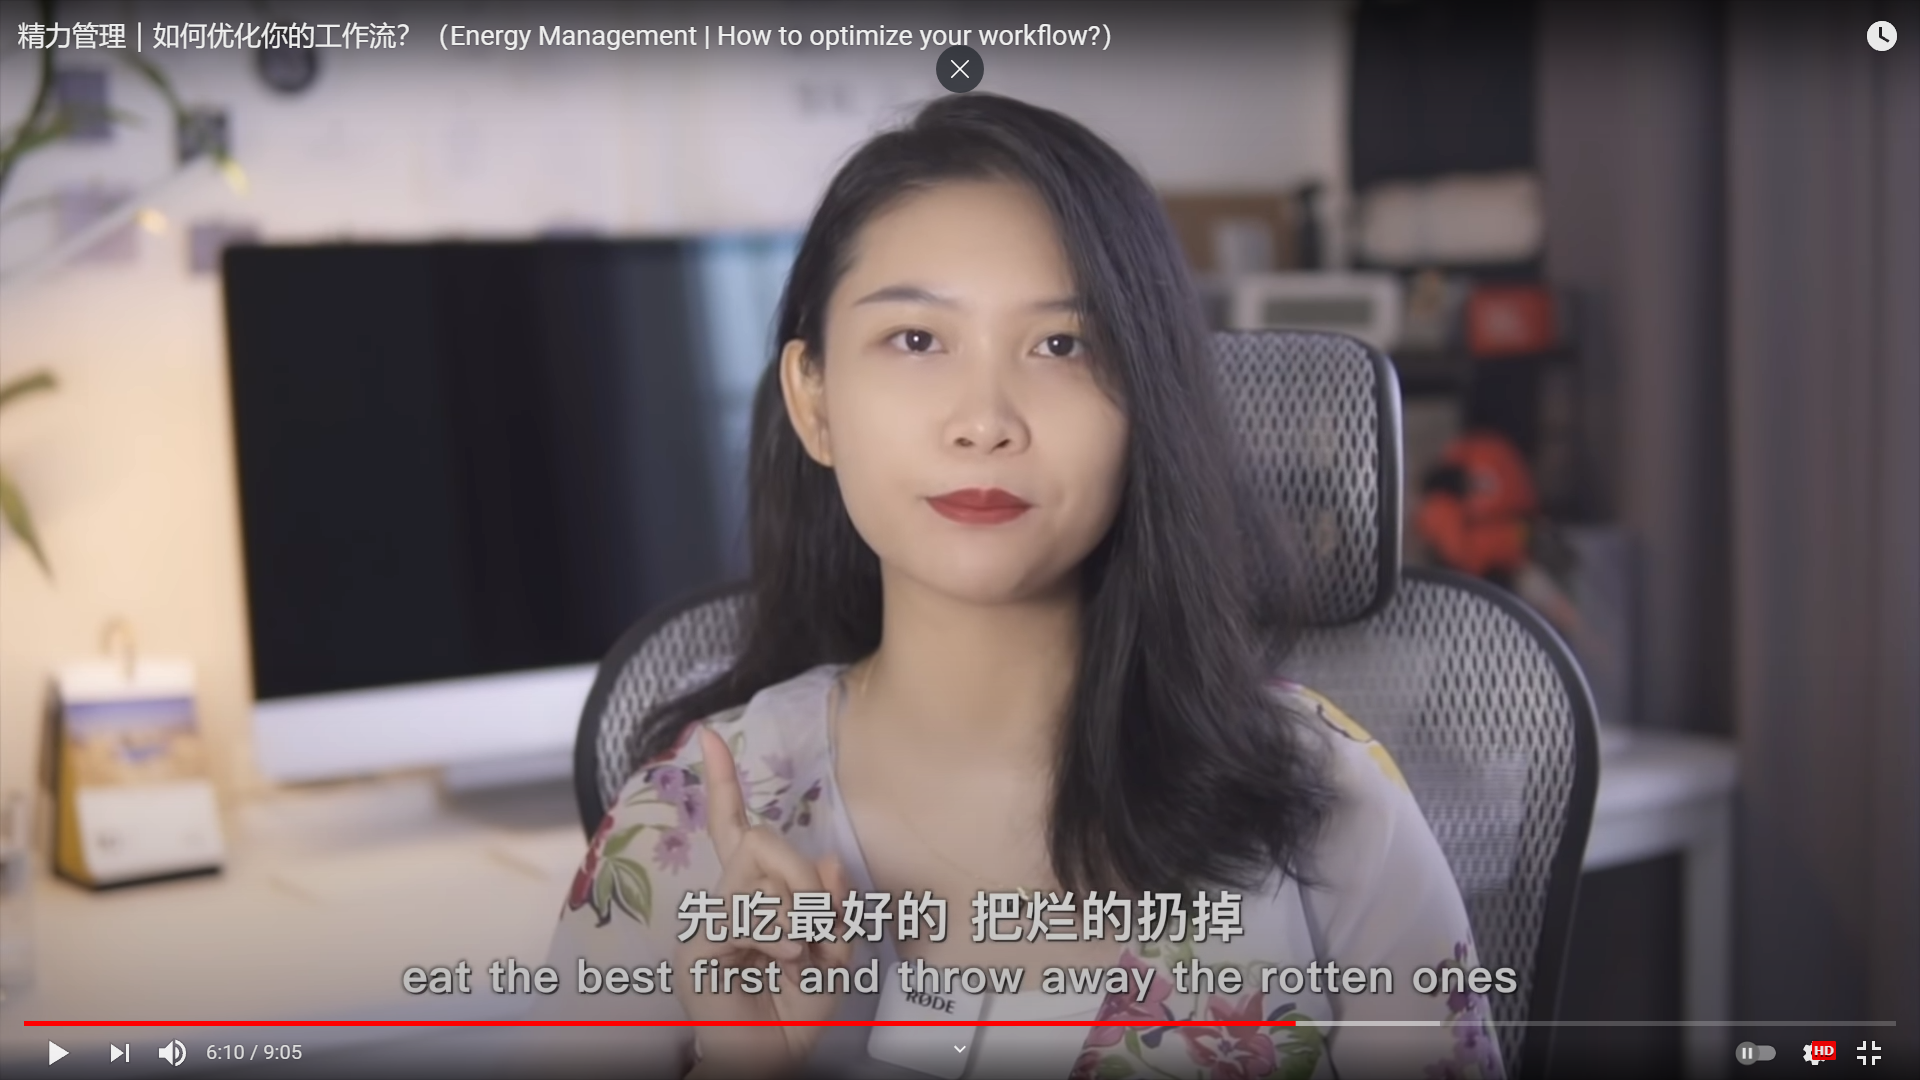 精力管理｜如何优化你的工作流？（Energy Management | How to optimize your workflow?）
先吃最好的 把烂的扔掉
eat the best first and throw away the rotten ones
RØDE
6:10 / 9:05
HD